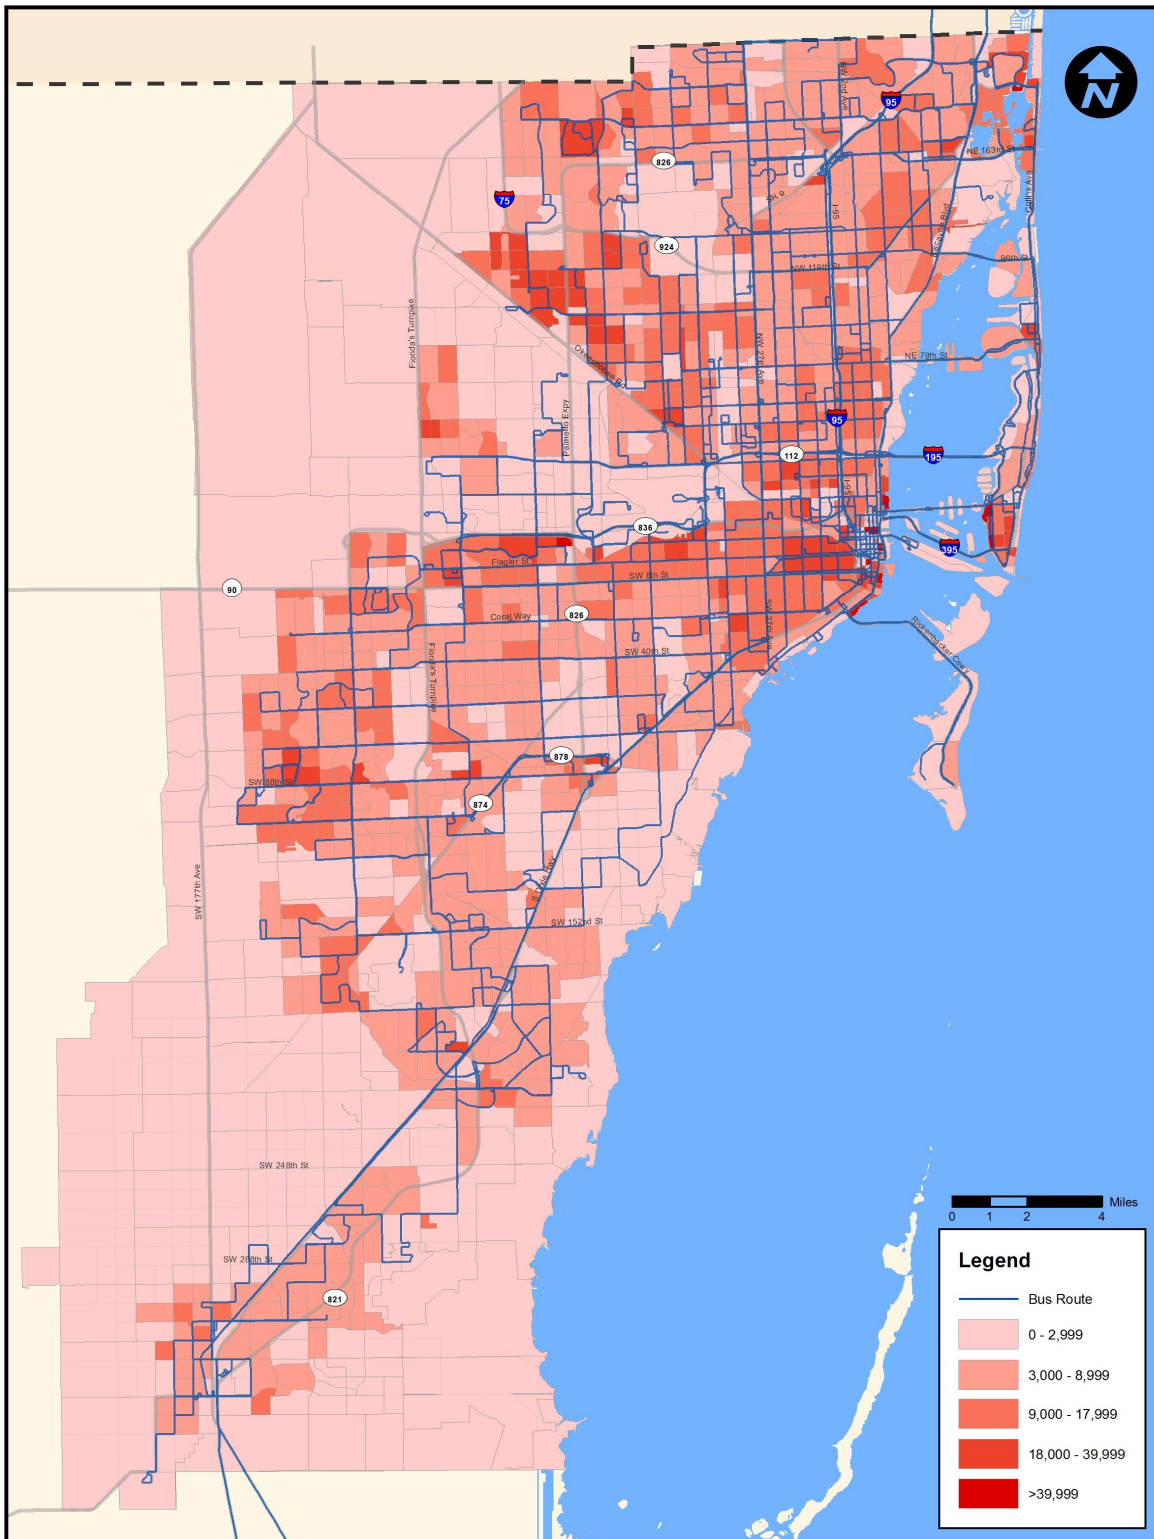 N
NW 2nd Ave
95
826
NE 163rd St
75
SR 9
Collins Ave
I-95
Biscayne Blvd
924
96th St
NW 119th St
Florida's Turnpike
Okeechobee Rd
NW 27th Ave
NE 79th St
Palmetto Expy
95
112
195
I-95
836
395
Flagler St
SW 8th St
90
Coral Way
826
SW 27th Ave
Rickenbacker Cswy
SW 40th St
Florida's Turnpike
878
SW 88th St
874
SW 177th Ave
S Dixie Hwy
SW 152nd St
SW 248th St
Miles
0 1 2 4
SW 288th St
821
Legend
Bus Route
0 - 2,999
3,000 - 8,999
9,000 - 17,999
18,000 - 39,999
>39,999